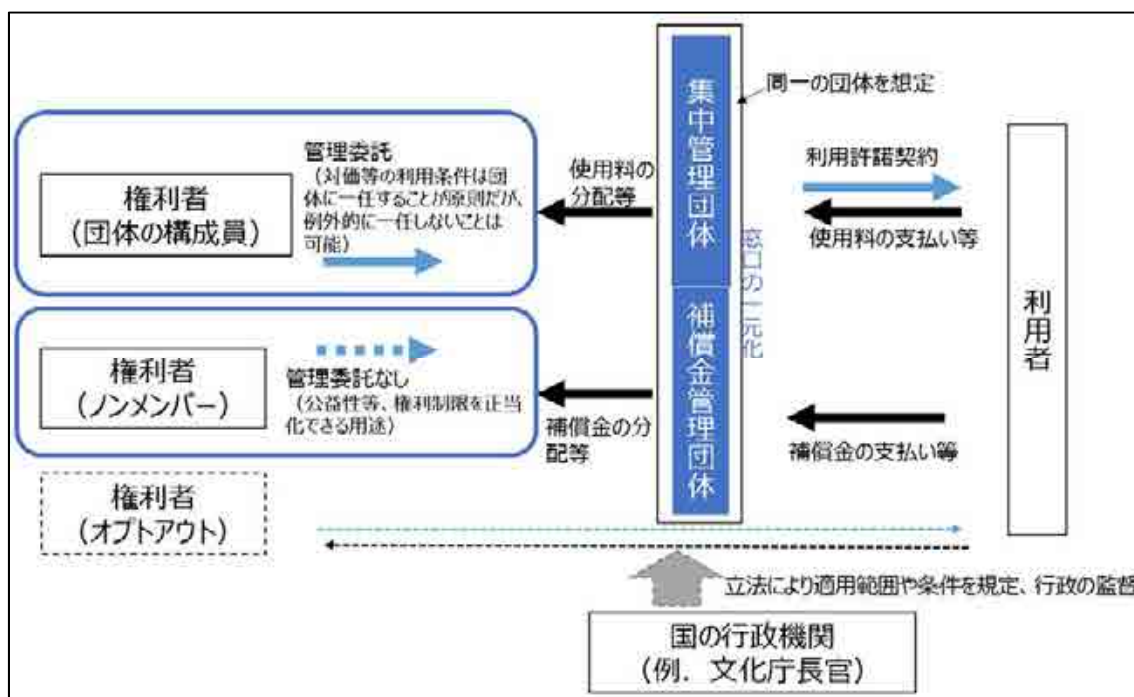 同一の団体を想定
集中管理団体
補償金管理団体
窓口の一元化
管理委託
（対価等の利用条件は団
体に一任することが原則だが、
例外的に一任しないことは
可能）
権利者
（団体の構成員）
使用料の
分配等
利用許諾契約
使用料の支払い等
利用者
権利者
（ノンメンバー）
管理委託なし
（公益性等、権利制限を正当
化できる用途）
補償金の分
配等
補償金の支払い等
権利者
（オプトアウト）
立法により適用範囲や条件を規定、行政の監督
国の行政機関
（例．文化庁長官）